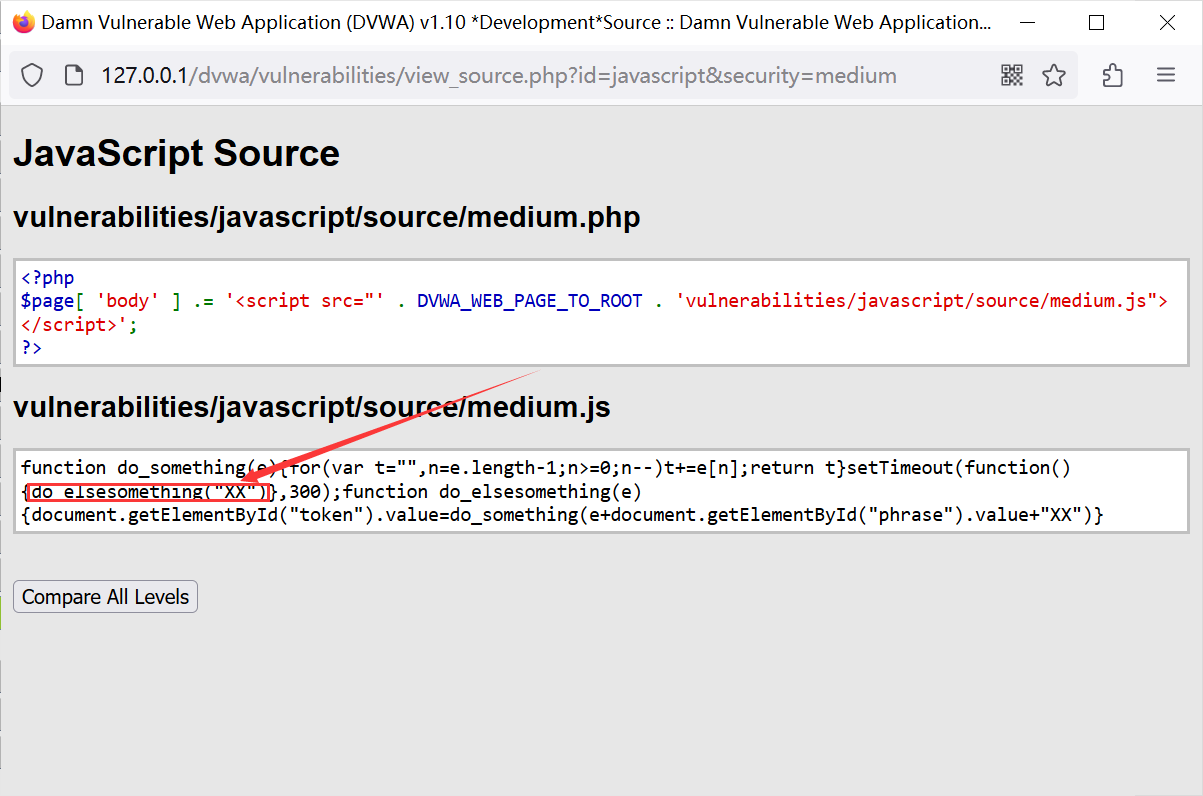 Damn Vulnerable Web Application (DVWA) v1.10 *Development*Source :: Damn Vulnerable Web Application...
127.0.0.1/dvwa/vulnerabilities/view_source.php?id=javascript&security=medium
JavaScript Source
vulnerabilities/javascript/source/medium.php
<?php
$page[ 'body' ] .= '<script src="' . DVWA_WEB_PAGE_TO_ROOT . 'vulnerabilities/javascript/source/medium.js">
</script>';
?>
vulnerabilities/javascript/source/medium.js
function do_something(e){for(var t="",n=e.length-1;n>=0;n--)t+=e[n];return t}setTimeout(function()
{do_elsesomething("XX")},300);function do_elsesomething(e)
{document.getElementById("token").value=do_something(e+document.getElementById("phrase").value+"XX")}
Compare All Levels